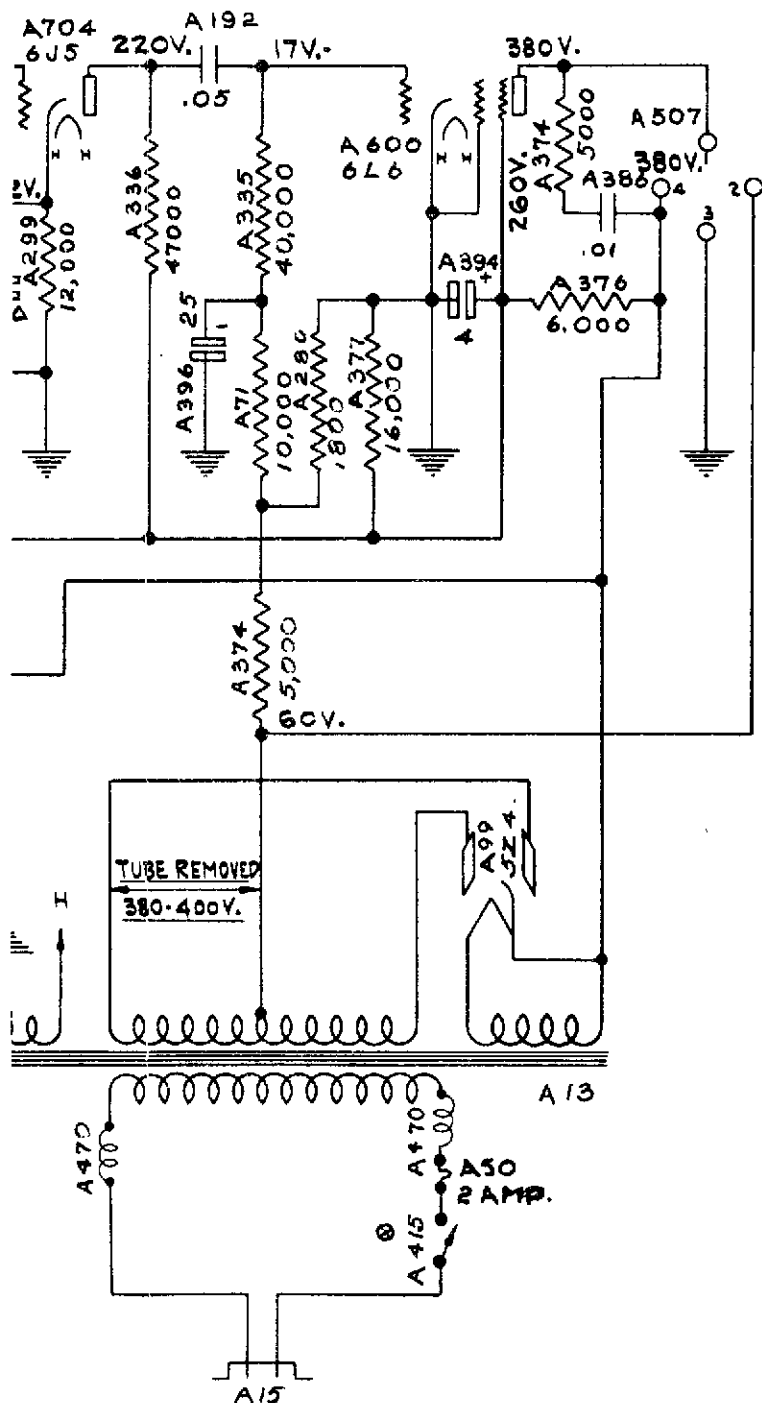 A704
6J5
220V.
A192
.05
17V.-
A600
6L6
H H
380V.
260V.
A374
5000
A507
A386
.01
380V.
4
2
3
A299
12,000
A336
47000
A335
40,000
H H
A394
+
4
A376
6.000
25
A396
A71
10,000
A280
1800
A377
16,000
A374
5,000
60V.
TUBE REMOVED
380-400V.
A99
5Z4.
H
A13
A470
A470
A50
2 AMP.
A415
A15